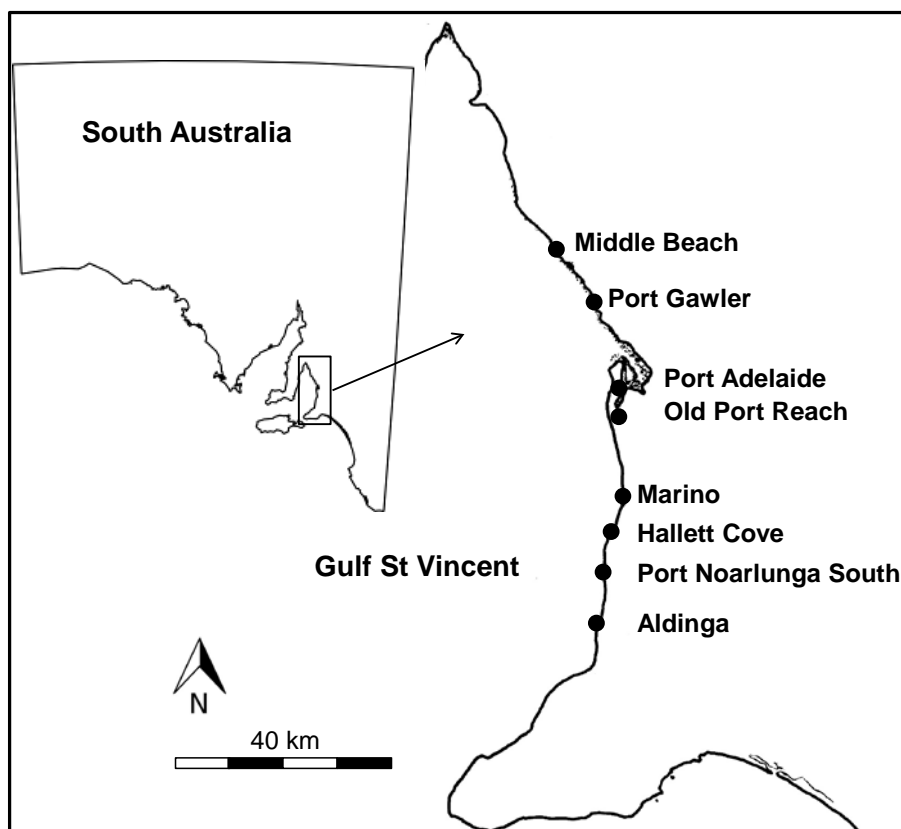 South Australia
Middle Beach
Port Gawler
Port Adelaide
Old Port Reach
Marino
Hallett Cove
Gulf St Vincent
Port Noarlunga South
Aldinga
N
40 km